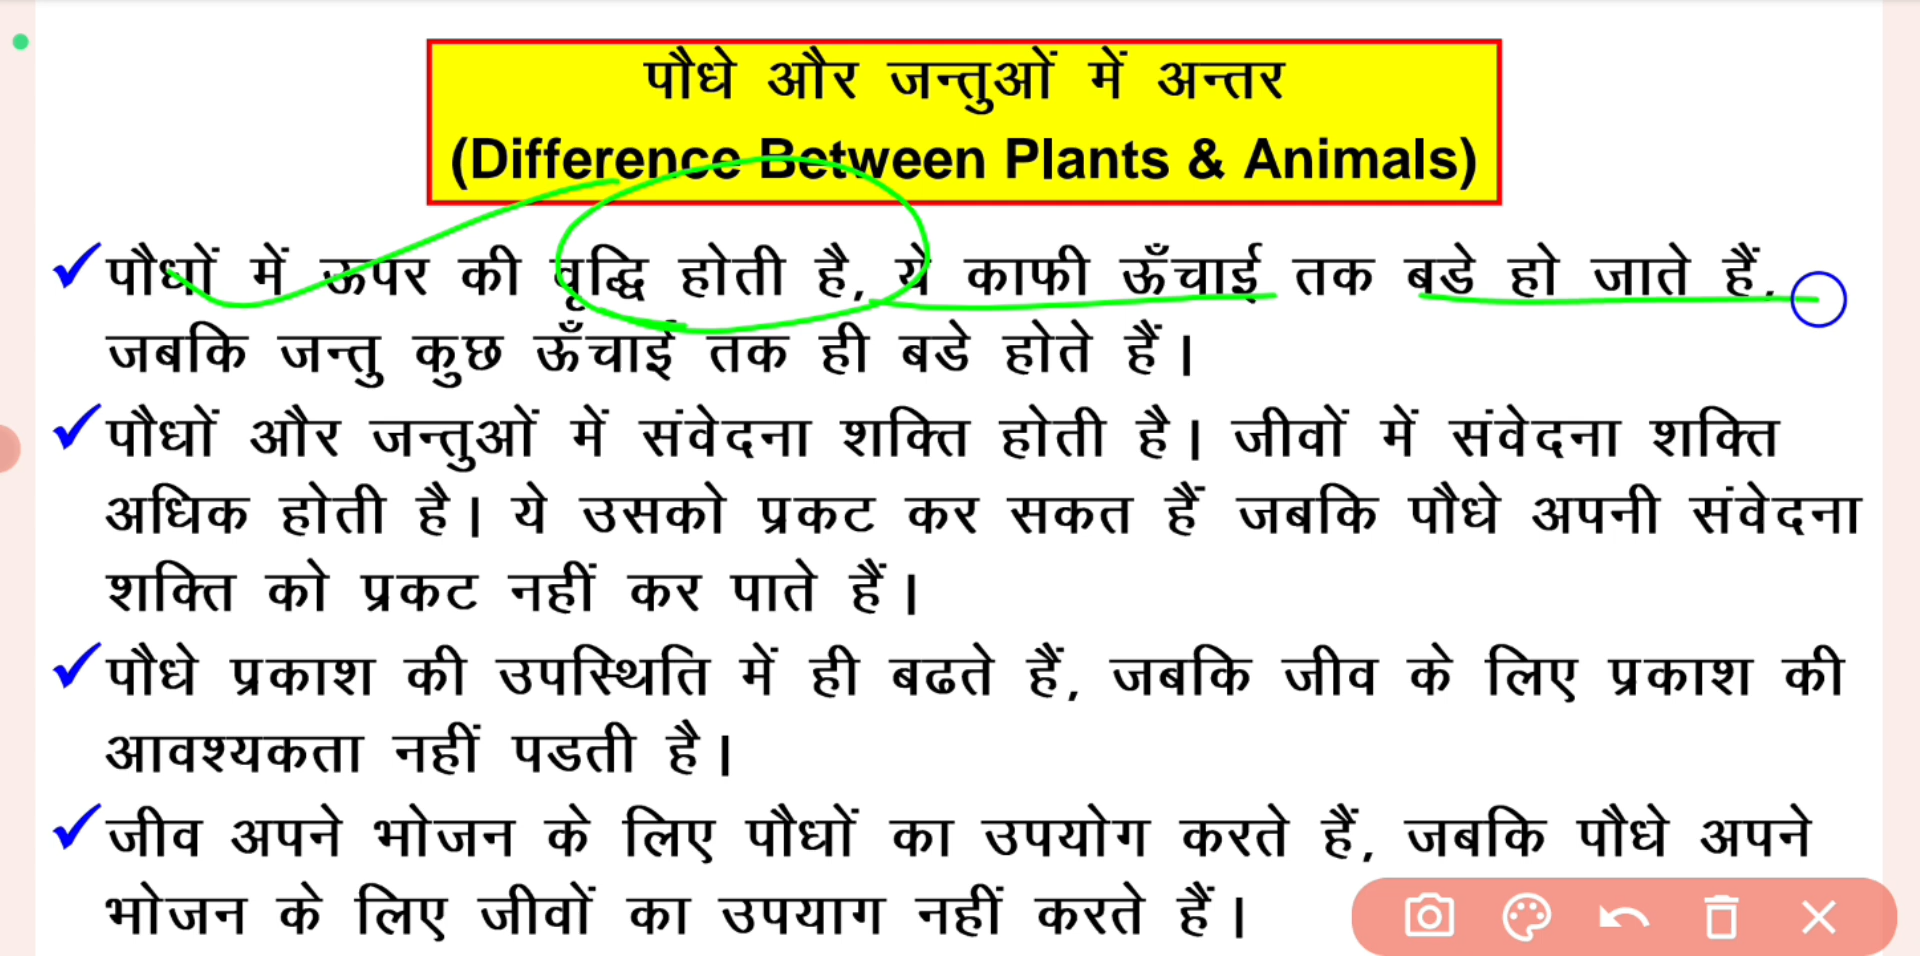 पौधे और जन्तुओं में अन्तर
(Difference Between Plants & Animals)
पौधों में ऊपर की वृद्धि होती है, ये काफी ऊँचाई तक बडे हो जाते हैं,
जबकि जन्तु कुछ ऊँचाई तक ही बडे होते हैं।
पौधों और जन्तुओं में संवेदना शक्ति होती है। जीवों में संवेदना शक्ति
अधिक होती है। ये उसको प्रकट कर सकत हैं जबकि पौधे अपनी संवेदना
शक्ति को प्रकट नहीं कर पाते हैं।
पौधे प्रकाश की उपस्थिति में ही बढते हैं, जबकि जीव के लिए प्रकाश की
आवश्यकता नहीं पडती है।
जीव अपने भोजन के लिए पौधों का उपयोग करते हैं, जबकि पौधे अपने
भोजन के लिए जीवों का उपयाग नहीं करते हैं।